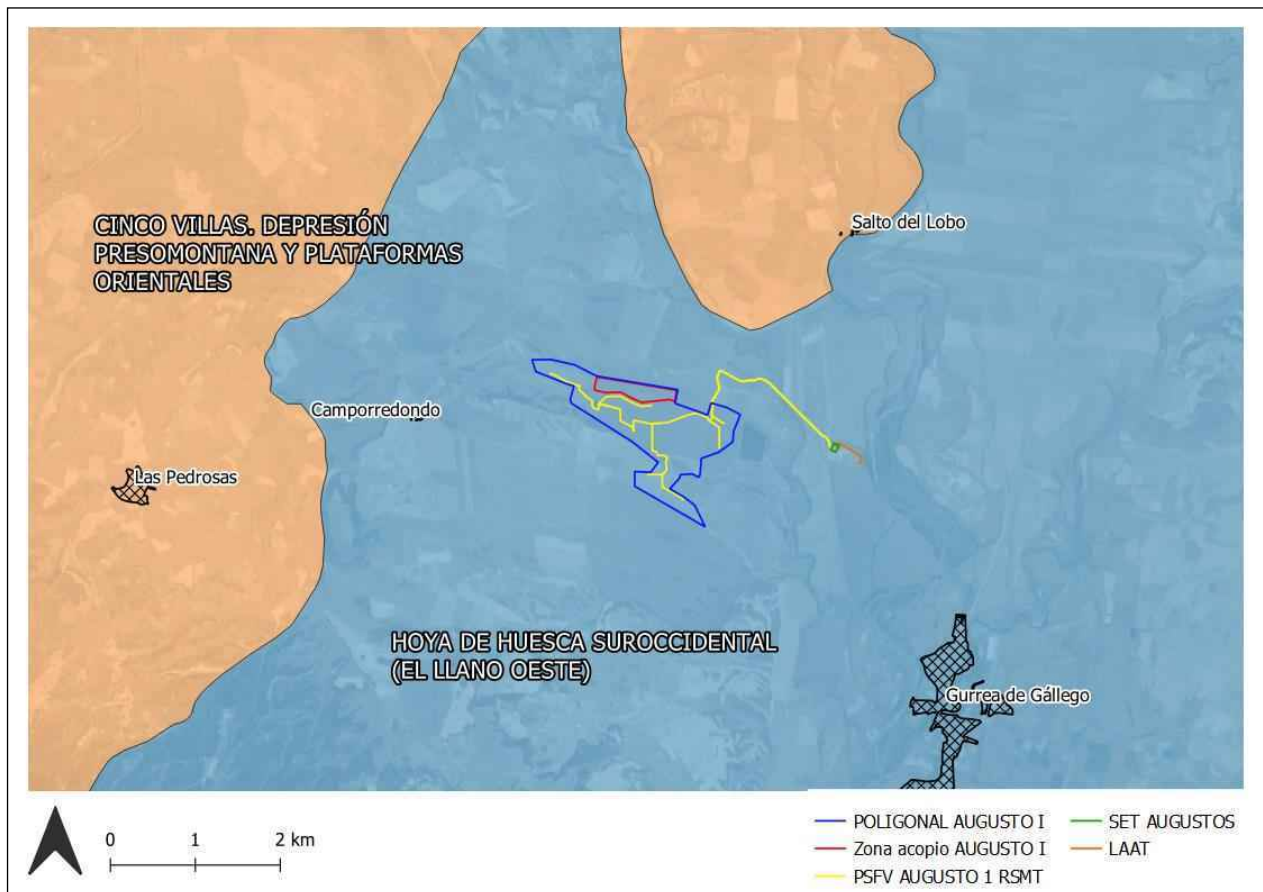 Salto del Lobo
CINCO VILLAS. DEPRESIÓN
PRESOMONTANA Y PLATAFORMAS
ORIENTALES
Camporredondo
Las Pedrosas
HOYA DE HUESCA SUROCCIDENTAL
(EL LLANO OESTE)
Gurrea de Gállego
0 1 2 km
POLIGONAL AUGUSTO I
Zona acopio AUGUSTO I
PSFV AUGUSTO 1 RSMT
SET AUGUSTOS
LAAT